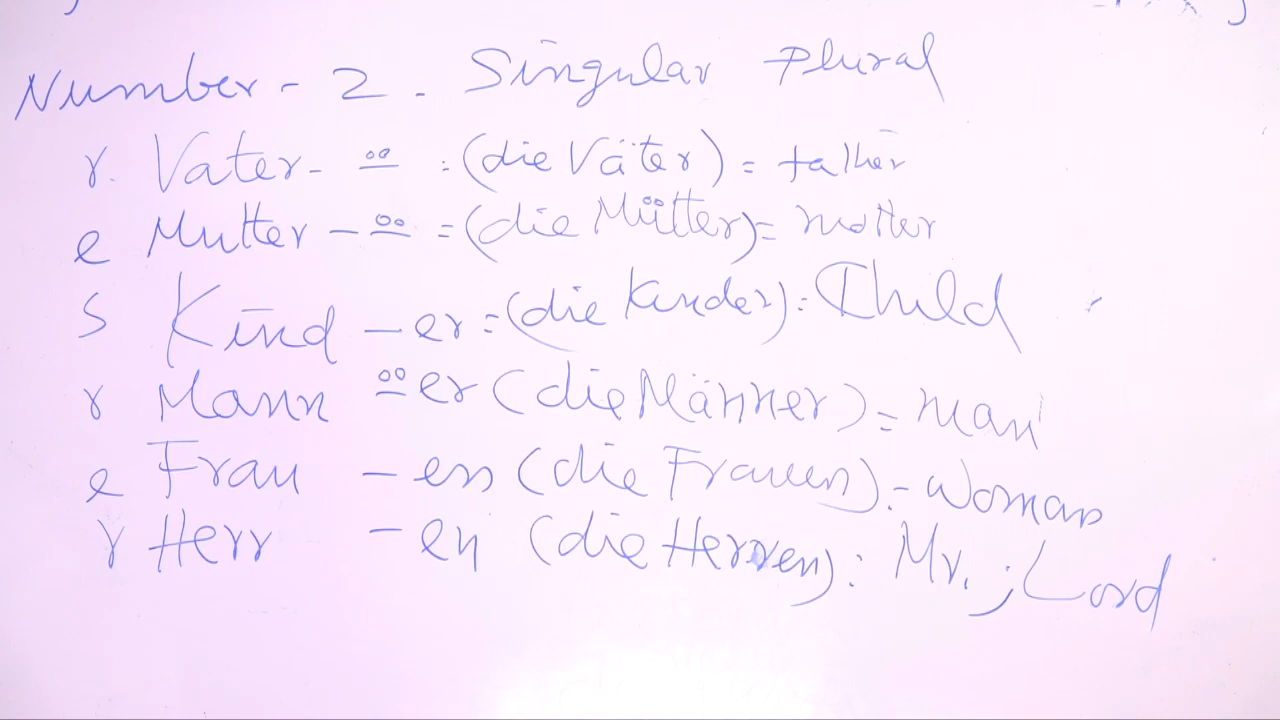 Number - 2. Singular Plural
r. Vater - ⸚ = (die Väter) = father
e Mutter - ⸚ = (die Mütter) = mother
s Kind - er = (die Kinder) = Child
r Mann ⸚er (die Männer) = man
e Frau - en (die Frauen) = Woman
r Herr - en (die Herren): Mr. ; Lord